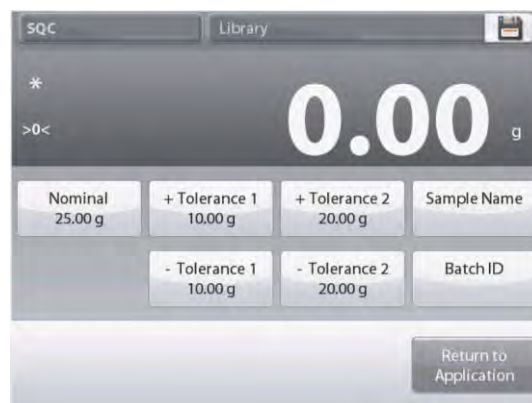 SQC
Library
*
0.00
>0<
g
Nominal
25.00 g
+ Tolerance 1
10.00 g
+ Tolerance 2
20.00 g
Sample Name
- Tolerance 1
10.00 g
- Tolerance 2
20.00 g
Batch ID
Return to
Application